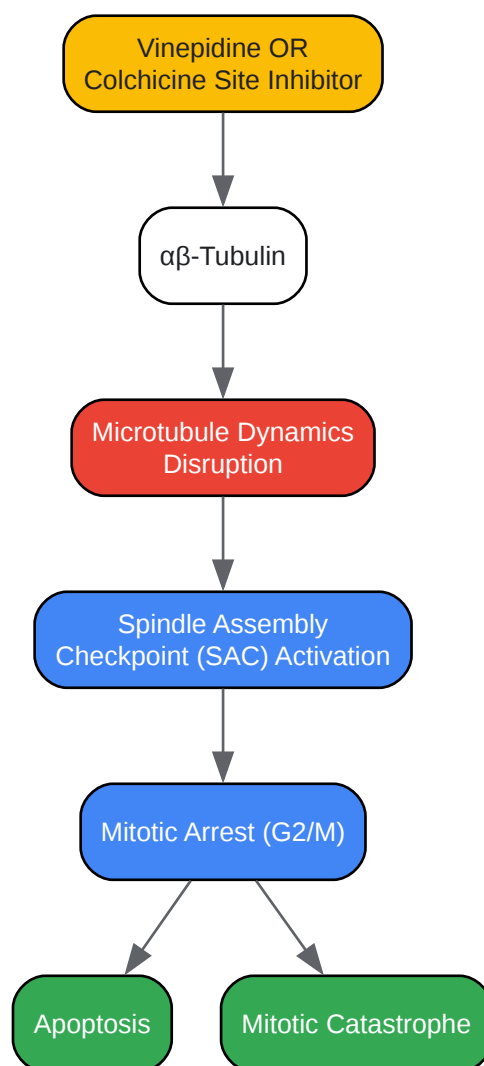 Vinepidine OR
Colchicine Site Inhibitor
αβ-Tubulin
Microtubule Dynamics
Disruption
Spindle Assembly
Checkpoint (SAC) Activation
Mitotic Arrest (G2/M)
Apoptosis
Mitotic Catastrophe